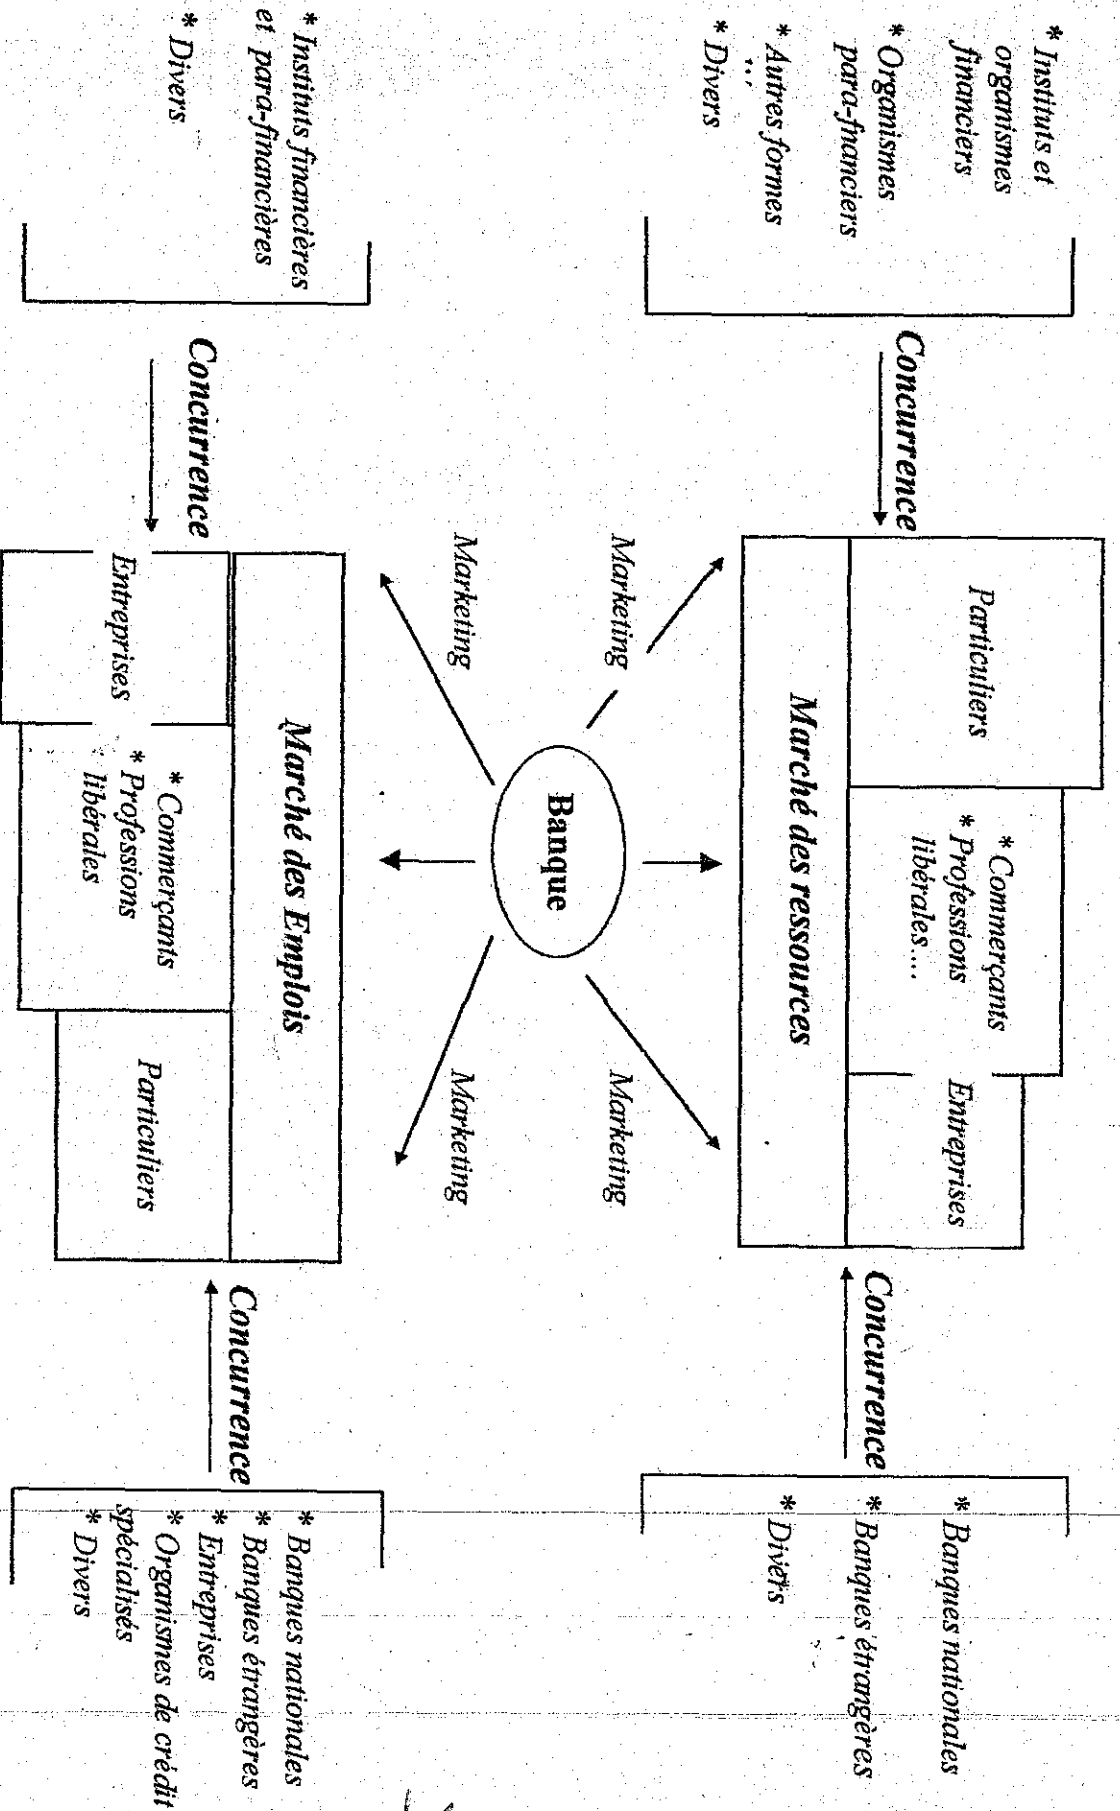 * Instituts et
organismes
financiers
* Organismes
para-fnanciers
* Autres formes
...
* Divers
Concurrence
Particuliers
* Commerçants
* Professions
libérales....
Entreprises
Marché des ressources
Concurrence
* Banques nationales
* Banques étrangères
* Divers
Marketing
Marketing
Banque
Marketing
Marketing
* Instituts financières
et para-financières
* Divers
Concurrence
Marché des Emplois
Entreprises
* Commerçants
* Professions
libérales
Particuliers
Concurrence
* Banques nationales
* Banques étrangères
* Entreprises
* Organismes de crédit
spécialisés
* Divers